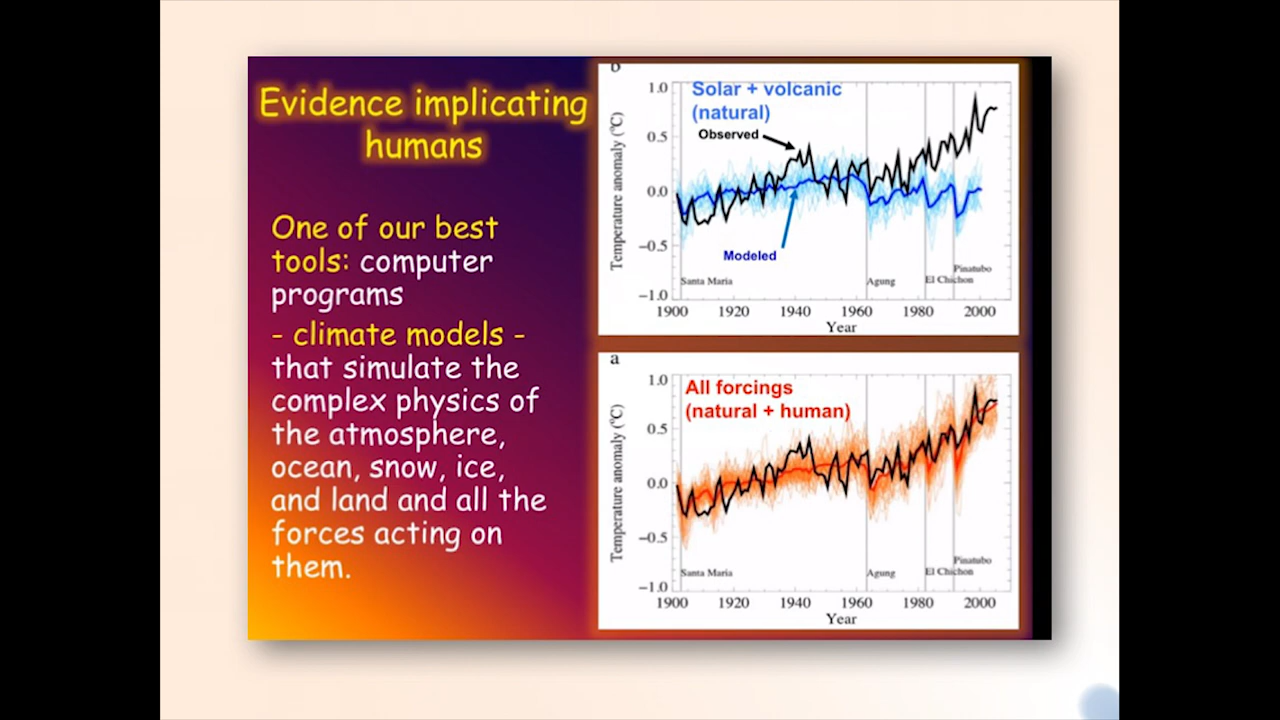 Evidence implicating
humans
One of our best
tools: computer
programs
- climate models -
that simulate the
complex physics of
the atmosphere,
ocean, snow, ice,
and land and all the
forces acting on
them.
b
Solar + volcanic
(natural)
Observed
Modeled
Temperature anomaly (°C)
1.0
0.5
0.0
−0.5
−1.0
Santa Maria
Agung
El Chichon
Pinatubo
1900 1920 1940 1960 1980 2000
Year
a
All forcings
(natural + human)
Temperature anomaly (°C)
1.0
0.5
0.0
−0.5
−1.0
Santa Maria
Agung
El Chichon
Pinatubo
1900 1920 1940 1960 1980 2000
Year